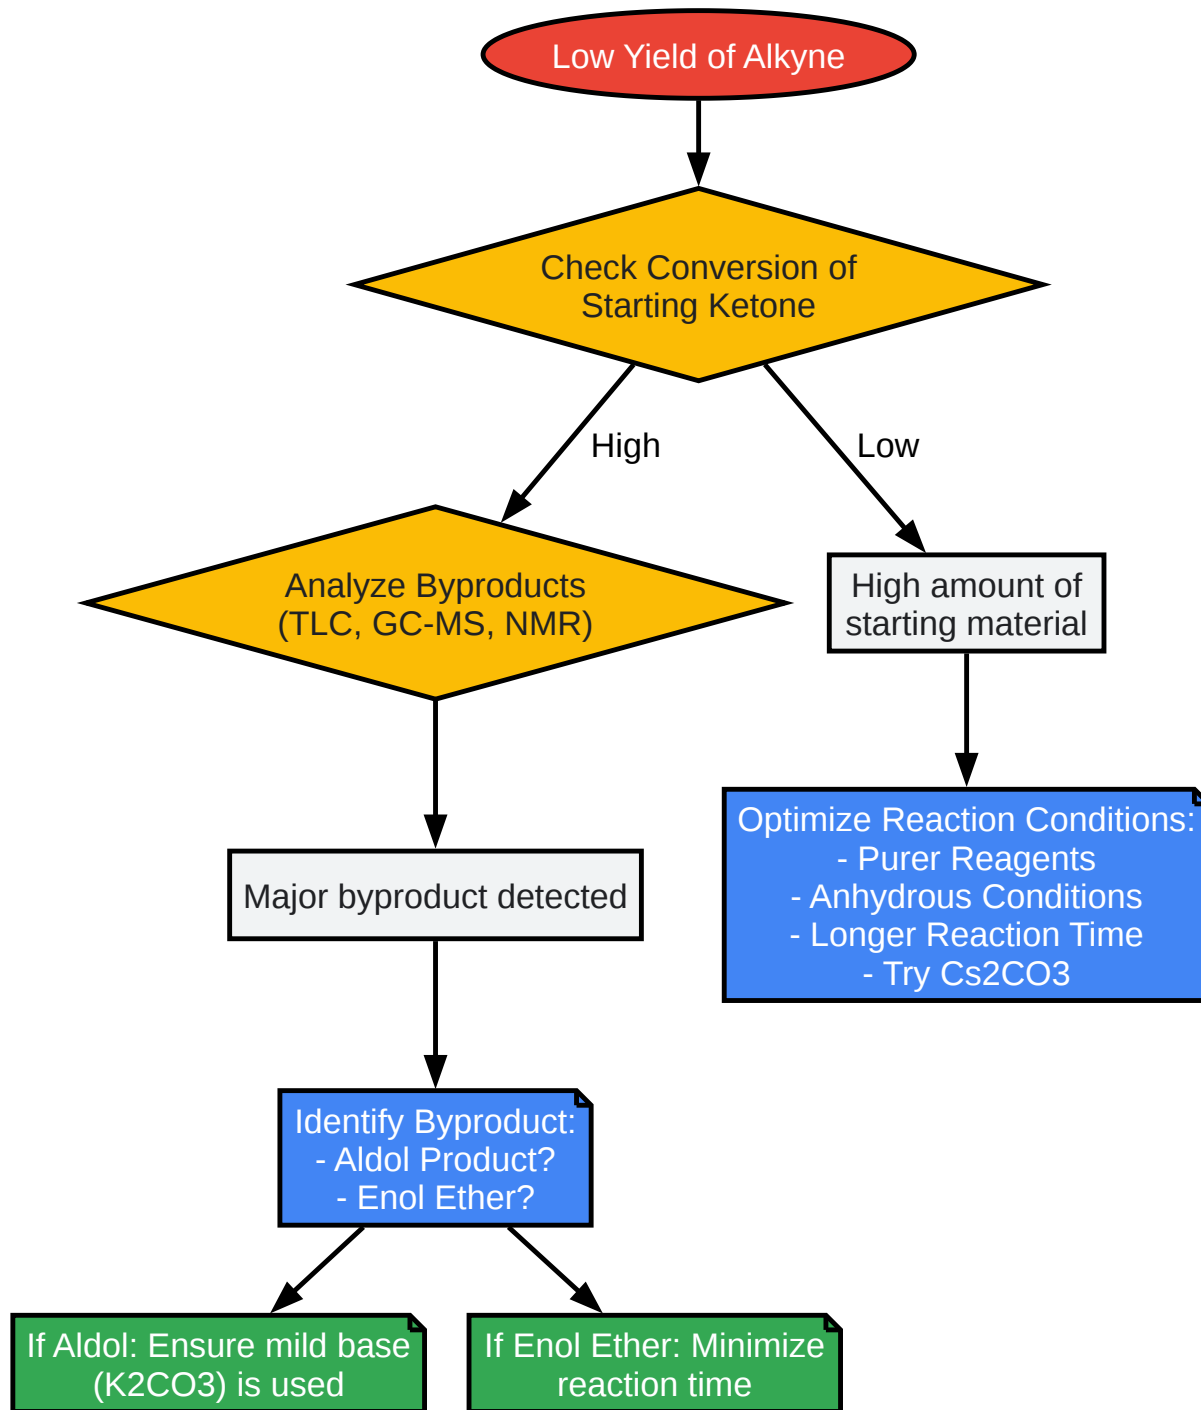 Low Yield of Alkyne
Check Conversion of
Starting Ketone
High
Low
Analyze Byproducts
(TLC, GC-MS, NMR)
High amount of
starting material
Optimize Reaction Conditions:
- Purer Reagents
- Anhydrous Conditions
- Longer Reaction Time
- Try Cs2CO3
Major byproduct detected
Identify Byproduct:
- Aldol Product?
- Enol Ether?
If Aldol: Ensure mild base
(K2CO3) is used
If Enol Ether: Minimize
reaction time